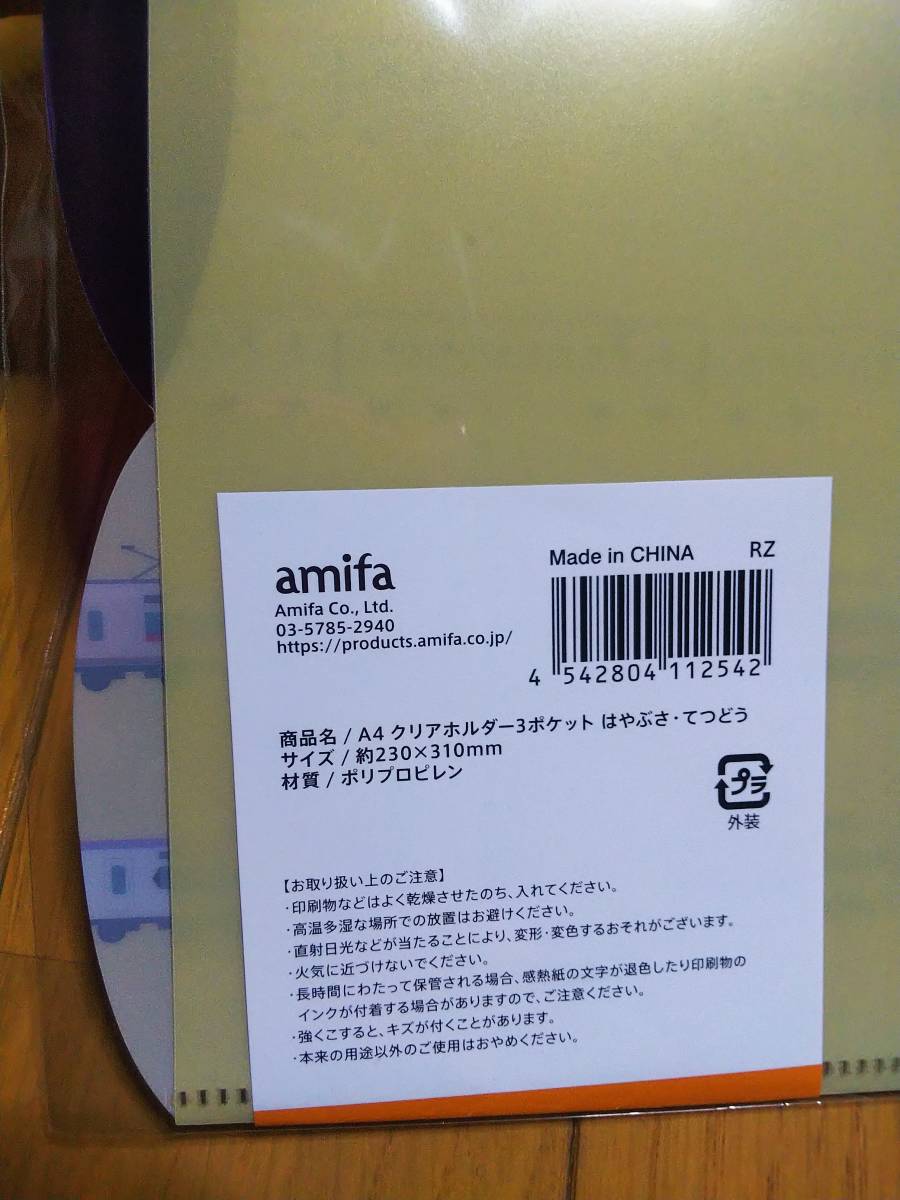 amifa
Amifa Co., Ltd.
03-5785-2940
https://products.amifa.co.jp/
Made in CHINA RZ
4 542804 112542
商品名 / A4 クリアホルダー3ポケット はやぶさ・てつどう
サイズ / 約230×310mm
材質 / ポリプロピレン
プラ
外装
【お取り扱い上のご注意】
・印刷物などはよく乾燥させたのち、入れてください。
・高温多湿な場所での放置はお避けください。
・直射日光などが当たることにより、変形・変色するおそれがございます。
・火気に近づけないでください。
・長時間にわたって保管される場合、感熱紙の文字が退色したり印刷物の
インクが付着する場合がありますので、ご注意ください。
・強くこすると、キズが付くことがあります。
・本来の用途以外のご使用はおやめください。